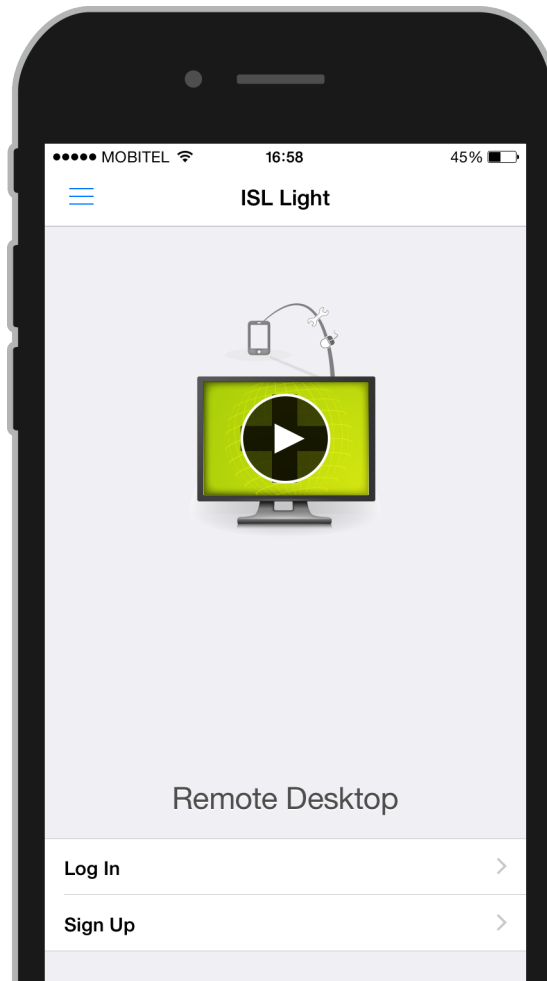 MOBITEL 16:58 45%
ISL Light
Remote Desktop
Log In
Sign Up